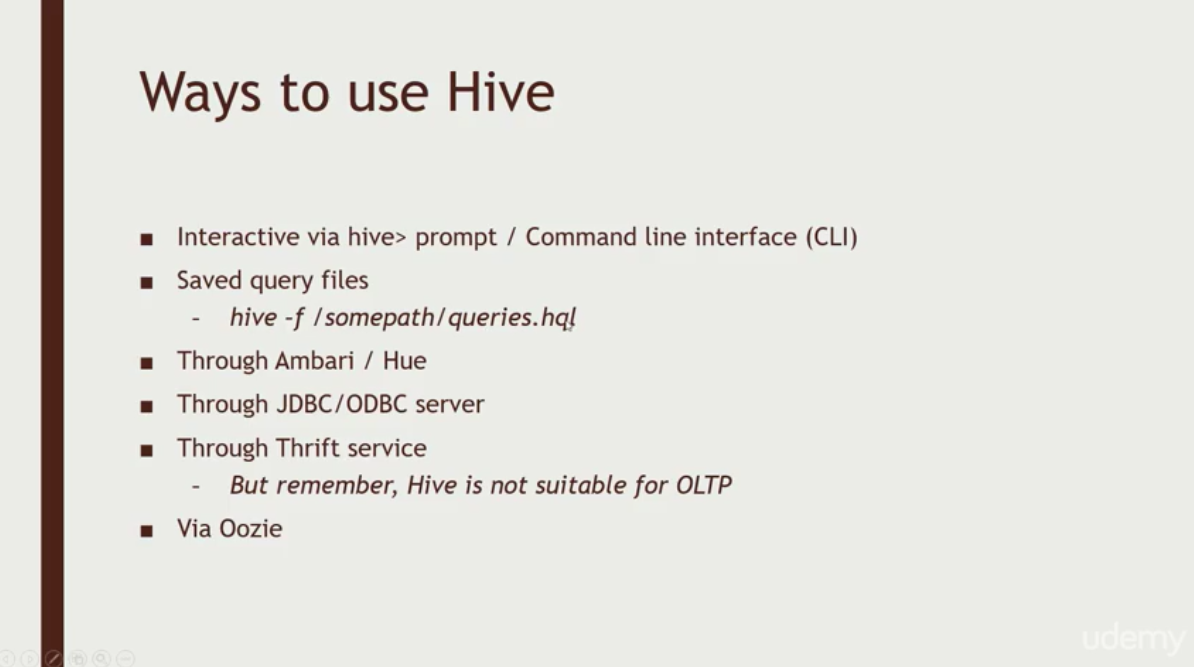 Ways to use Hive
■ Interactive via hive> prompt / Command line interface (CLI)
■ Saved query files
– hive –f /somepath/queries.hql
■ Through Ambari / Hue
■ Through JDBC/ODBC server
■ Through Thrift service
– But remember, Hive is not suitable for OLTP
■ Via Oozie
udemy